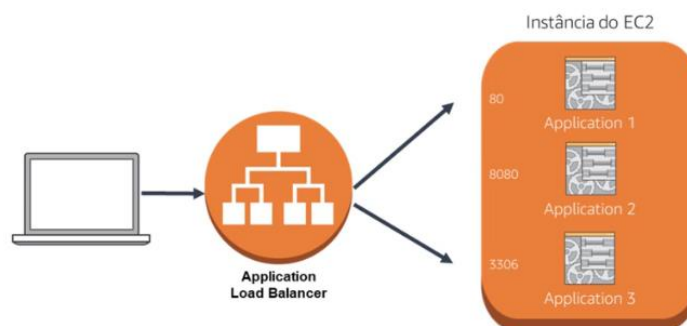 Instância do EC2
80
Application 1
8080
Application 2
3306
Application 3
Application
Load Balancer